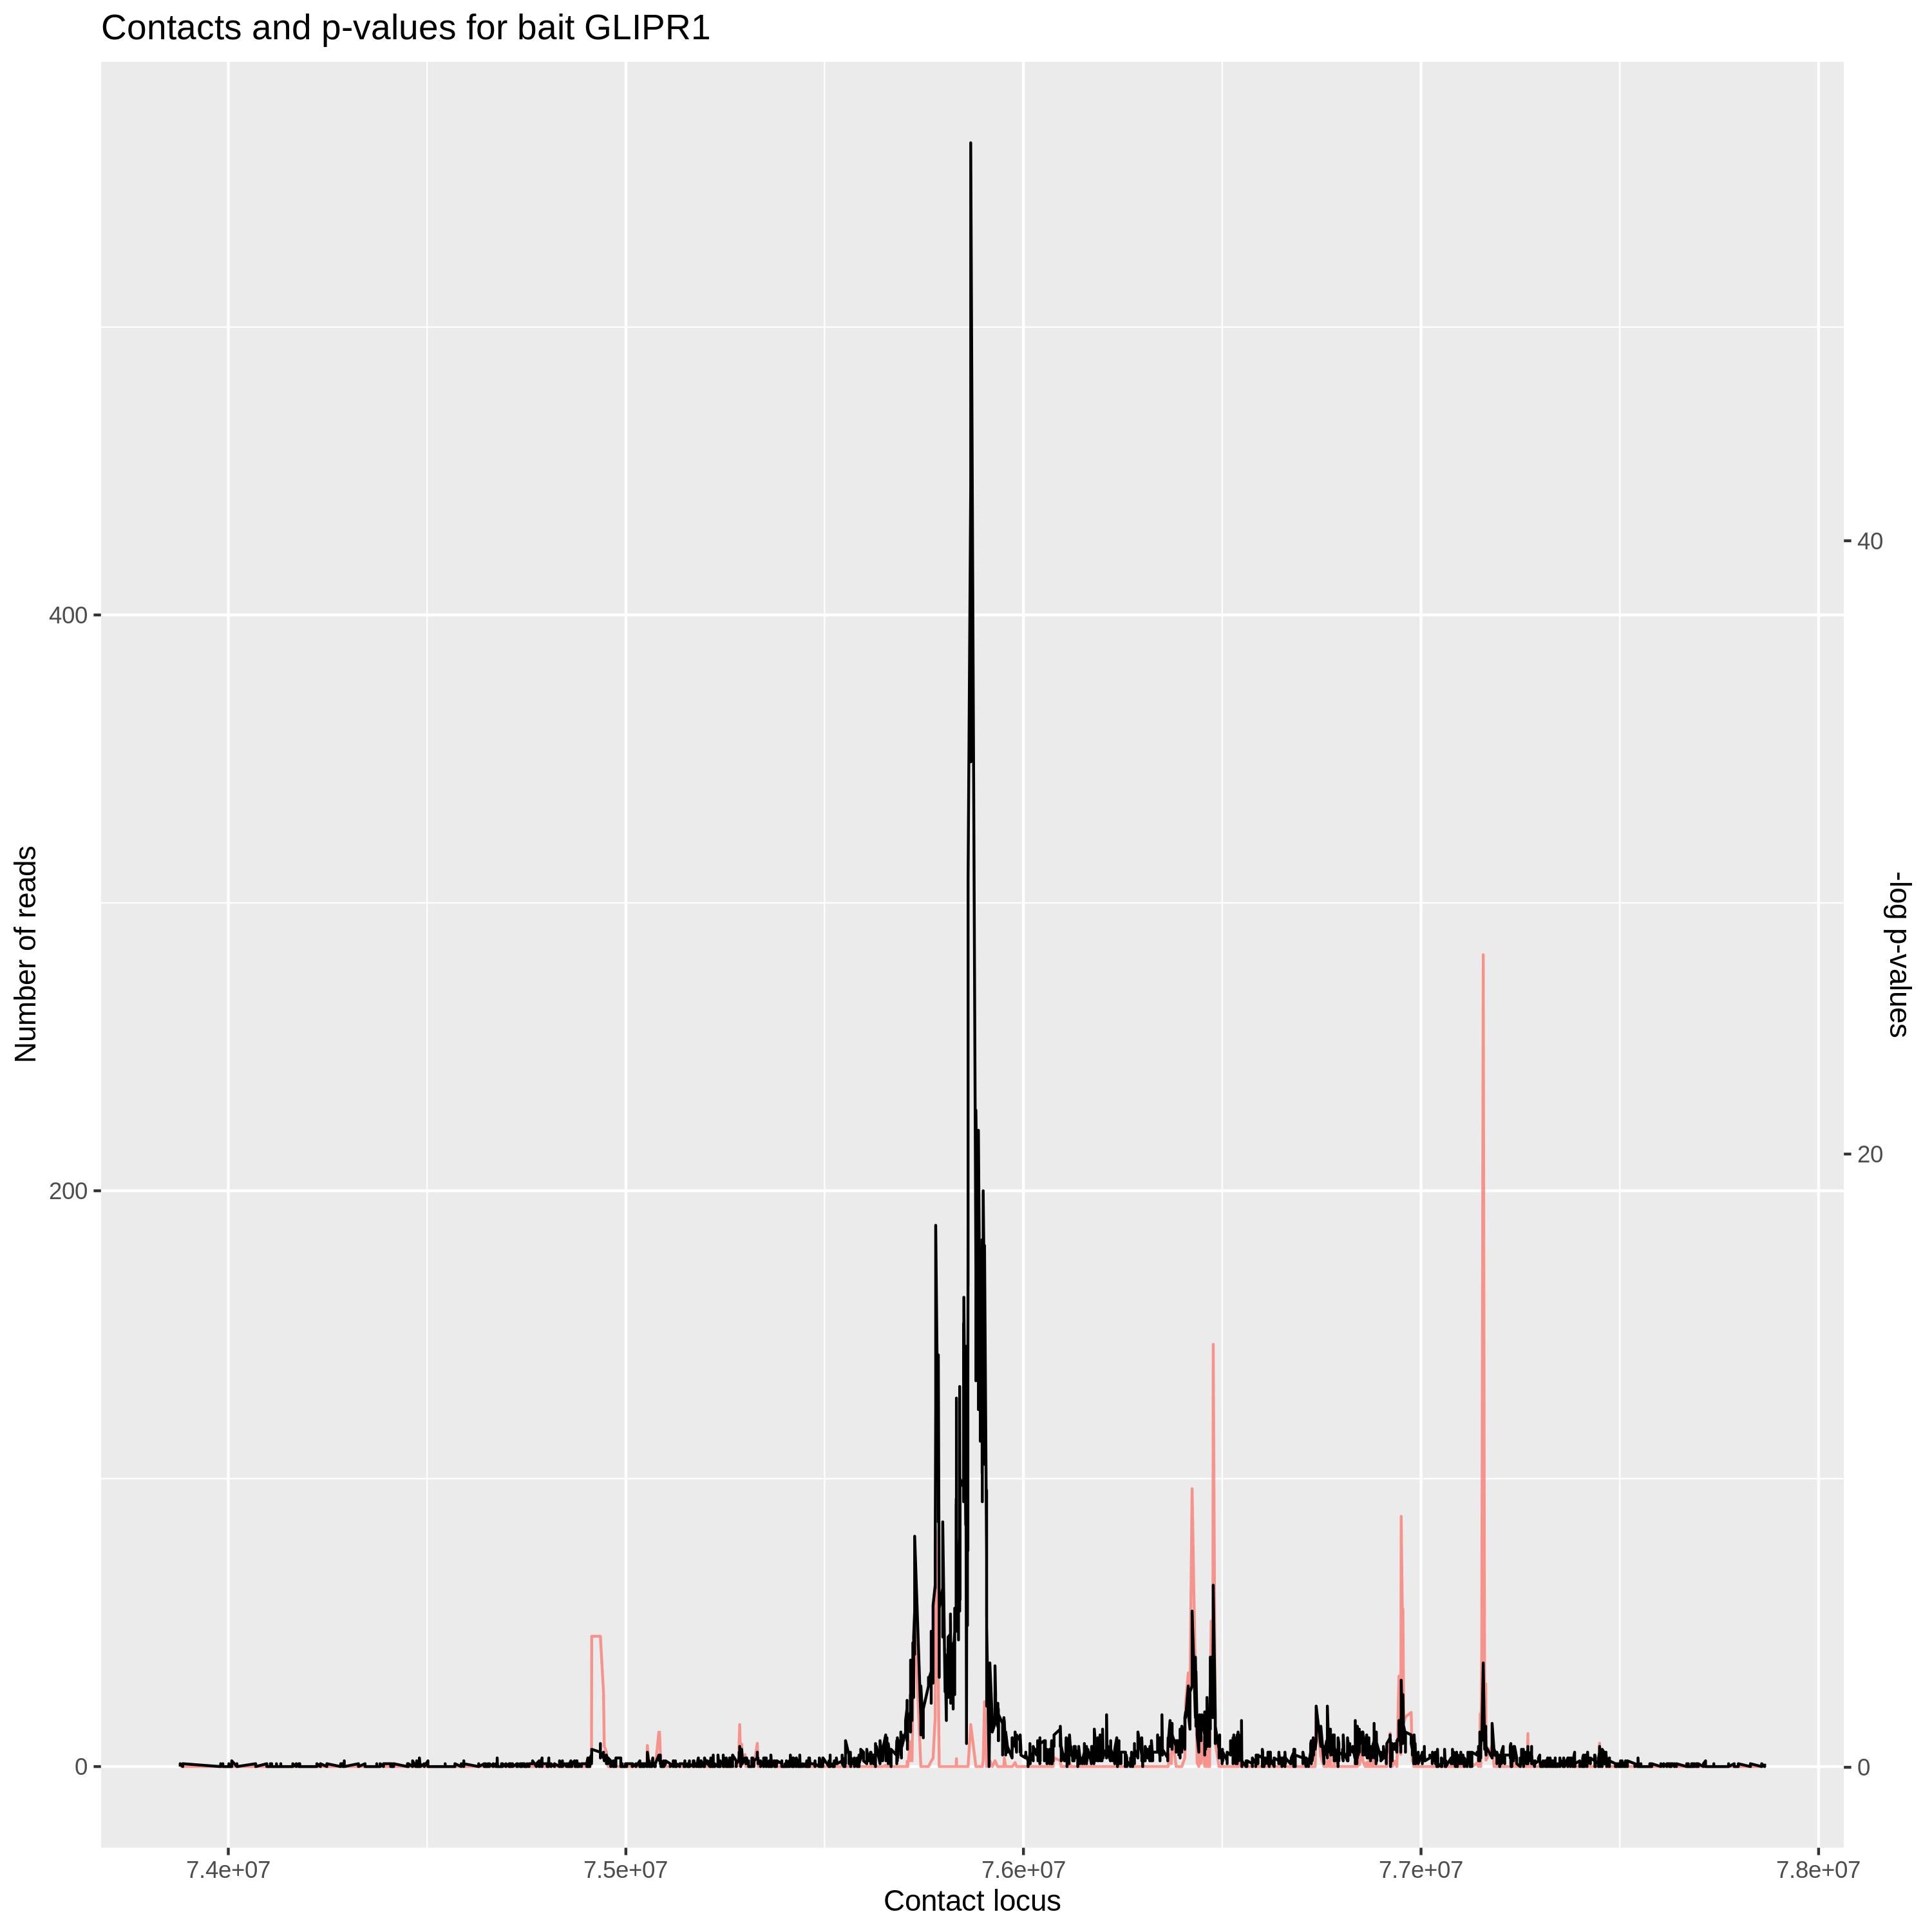 Contacts and p-values for bait GLIPR1
Number of reads
400
200
0
40
20
0
-log p-values
7.4e+07
7.5e+07
7.6e+07
7.7e+07
7.8e+07
Contact locus